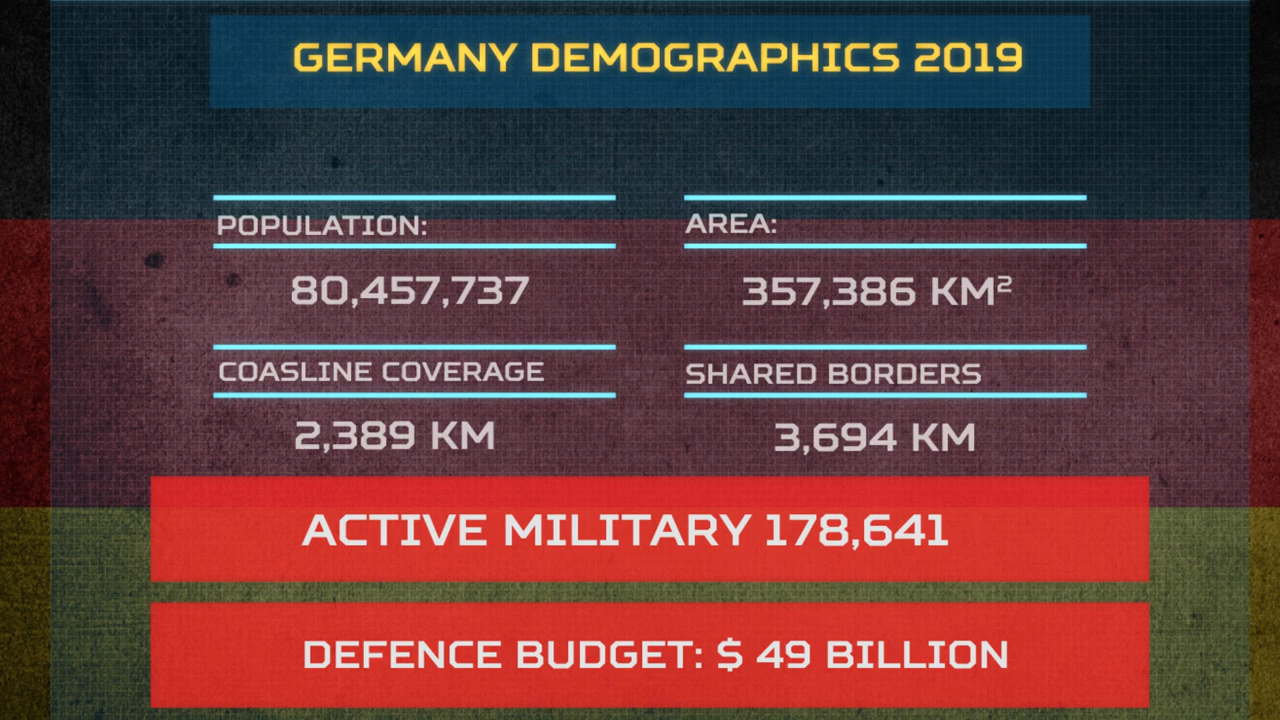 GERMANY DEMOGRAPHICS 2019
POPULATION:
80,457,737
AREA:
357,386 KM²
COASLINE COVERAGE
2,389 KM
SHARED BORDERS
3,694 KM
ACTIVE MILITARY 178,641
DEFENCE BUDGET: $ 49 BILLION